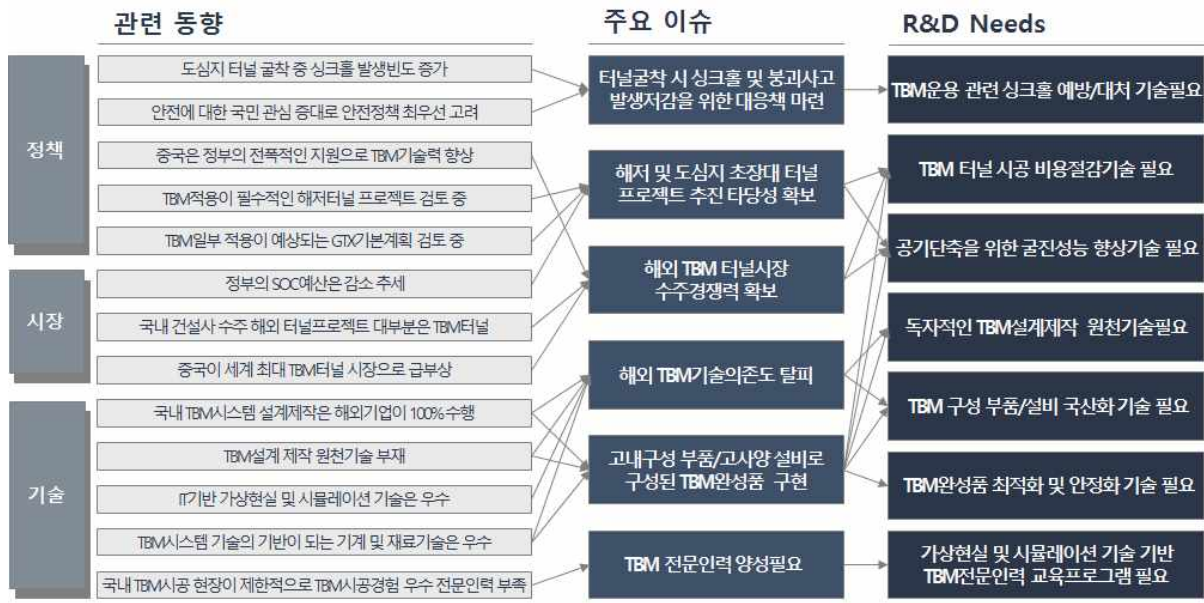 관련 동향
주요 이슈
R&D Needs
정책
도심지 터널 굴착 중 싱크홀 발생빈도 증가
안전에 대한 국민 관심 증대로 안전정책 최우선 고려
중국은 정부의 전폭적인 지원으로 TBM기술력 향상
TBM적용이 필수적인 해저터널 프로젝트 검토 중
TBM일부 적용이 예상되는 GTX기본계획 검토 중
시장
정부의 SOC예산은 감소 추세
국내 건설사 수주 해외 터널프로젝트 대부분은 TBM터널
중국이 세계 최대 TBM터널 시장으로 급부상
기술
국내 TBM시스템 설계제작은 해외기업이 100% 수행
TBM설계 제작 원천기술 부재
IT기반 가상현실 및 시뮬레이션 기술은 우수
TBM시스템 기술의 기반이 되는 기계 및 재료기술은 우수
국내 TBM시공 현장이 제한적으로 TBM시공경험 우수 전문인력 부족
터널굴착 시 싱크홀 및 붕괴사고
발생저감을 위한 대응책 마련
해저 및 도심지 초장대 터널
프로젝트 추진 타당성 확보
해외 TBM 터널시장
수주경쟁력 확보
해외 TBM기술의존도 탈피
고내구성 부품/고사양 설비로
구성된 TBM완성품 구현
TBM 전문인력 양성필요
TBM운용 관련 싱크홀 예방/대처 기술필요
TBM 터널 시공 비용절감기술 필요
공기단축을 위한 굴진성능 향상기술 필요
독자적인 TBM설계제작 원천기술필요
TBM 구성 부품/설비 국산화 기술 필요
TBM완성품 최적화 및 안정화 기술 필요
가상현실 및 시뮬레이션 기술 기반
TBM전문인력 교육프로그램 필요